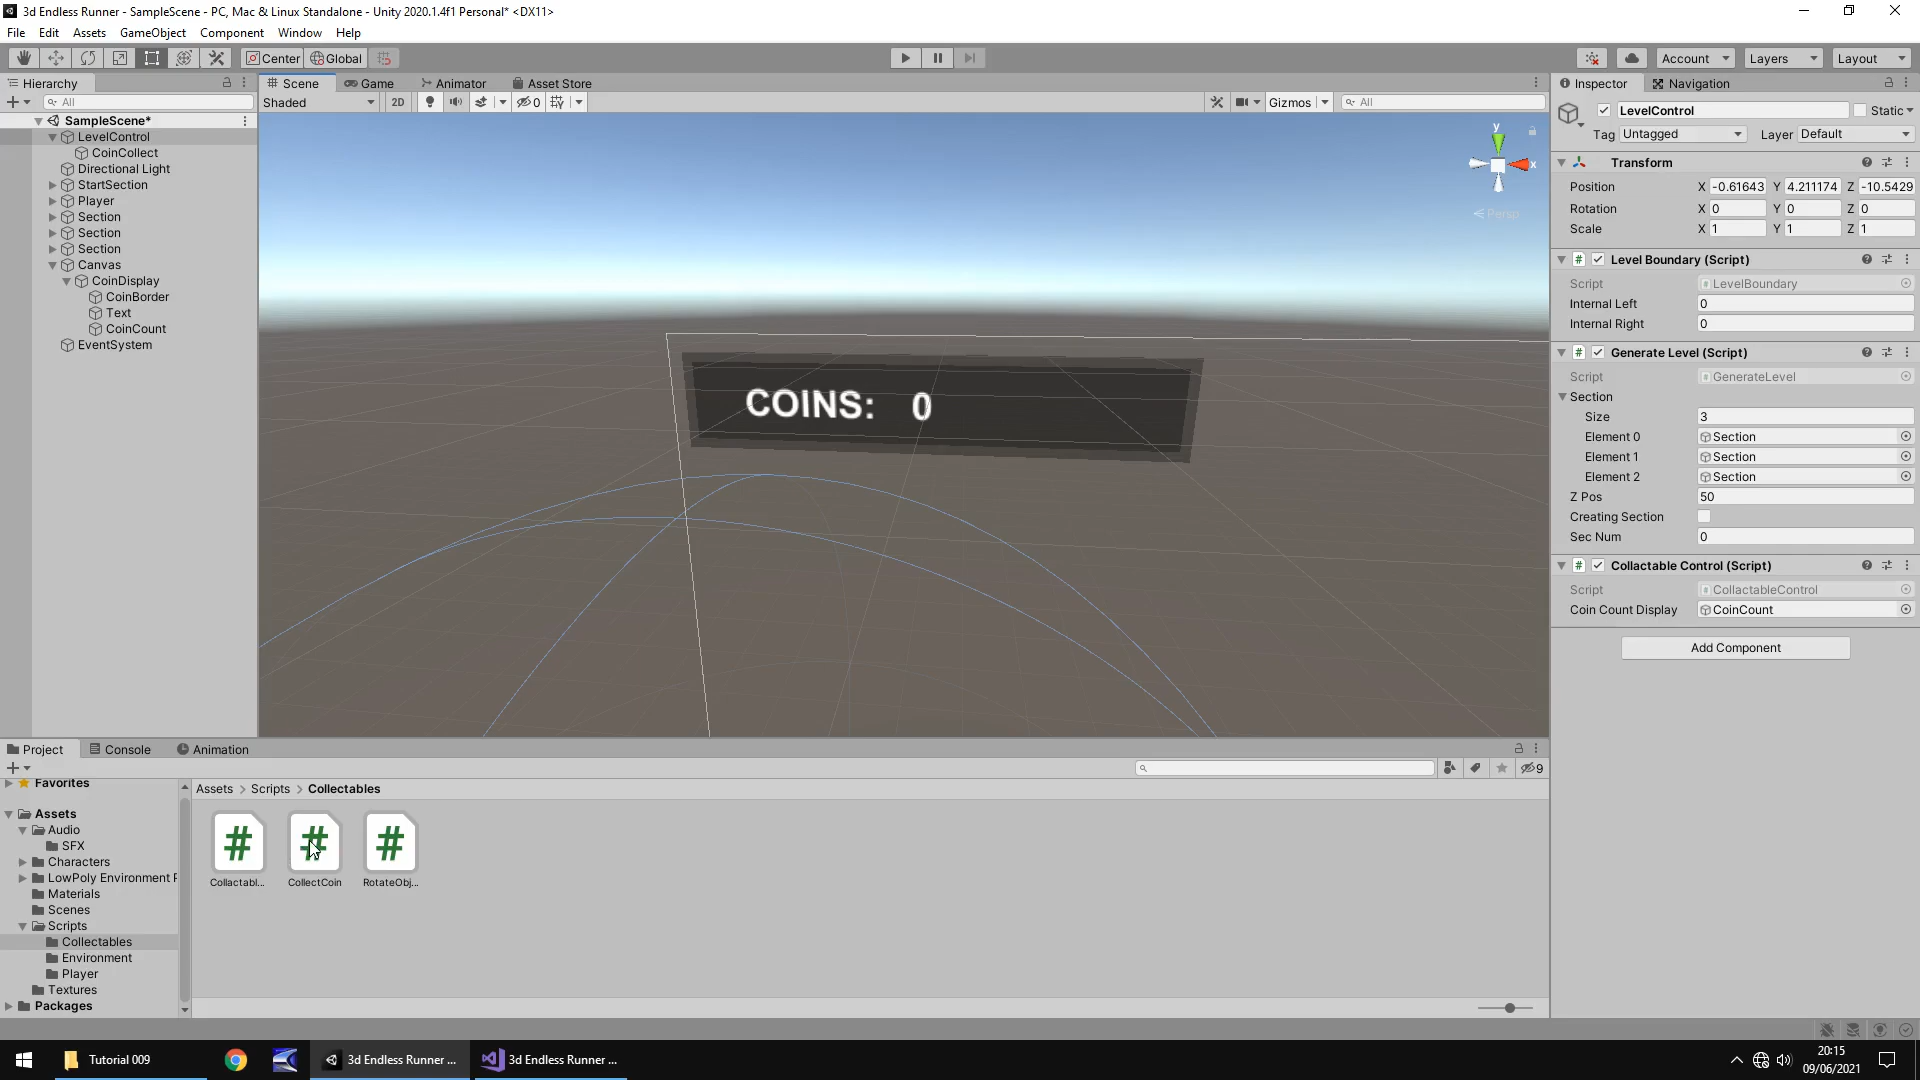 3d Endless Runner - SampleScene - PC, Mac & Linux Standalone - Unity 2020.1.4f1 Personal* <DX11>
File Edit Assets GameObject Component Window Help
Center Global Account Layers Layout
Hierarchy
All
SampleScene*
LevelControl
CoinCollect
Directional Light
StartSection
Player
Section
Section
Section
Canvas
CoinDisplay
CoinBorder
Text
CoinCount
EventSystem
Scene Game Animator Asset Store
Shaded 2D 0 Gizmos All
y
x
Persp
COINS: 0
Inspector Navigation
LevelControl Static
Tag Untagged Layer Default
Transform
Position X -0.61643 Y 4.211174 Z -10.5429
Rotation X 0 Y 0 Z 0
Scale X 1 Y 1 Z 1
Level Boundary (Script)
Script LevelBoundary
Internal Left 0
Internal Right 0
Generate Level (Script)
Script GenerateLevel
Section
Size 3
Element 0 Section
Element 1 Section
Element 2 Section
Z Pos 50
Creating Section
Sec Num 0
Collactable Control (Script)
Script CollactableControl
Coin Count Display CoinCount
Add Component
Project Console Animation
9
Favorites
Assets
Audio
SFX
Characters
LowPoly Environment P
Materials
Scenes
Scripts
Collectables
Environment
Player
Textures
Packages
Assets > Scripts > Collectables
Collactabl...
CollectCoin
RotateObj...
Tutorial 009
3d Endless Runner ...
3d Endless Runner ...
20:15
09/06/2021